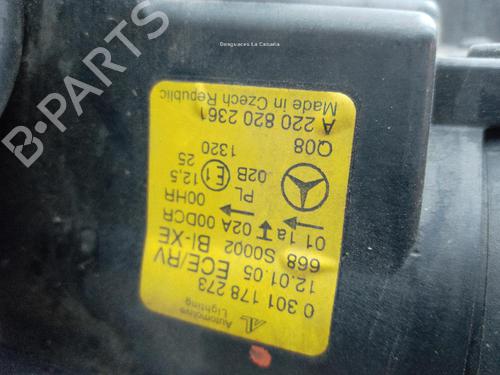 Desguaces La Cabaña
B-PARTS
Automotive
Lighting
0 301 178 273
12.01.05 ECE/RV
668 S0002 BI-XE
01 1a 02A 00DCR
00HR
PL 12,5
02B E1 25
1320
Q08
A 220 820 2361
Made in Czech Republic